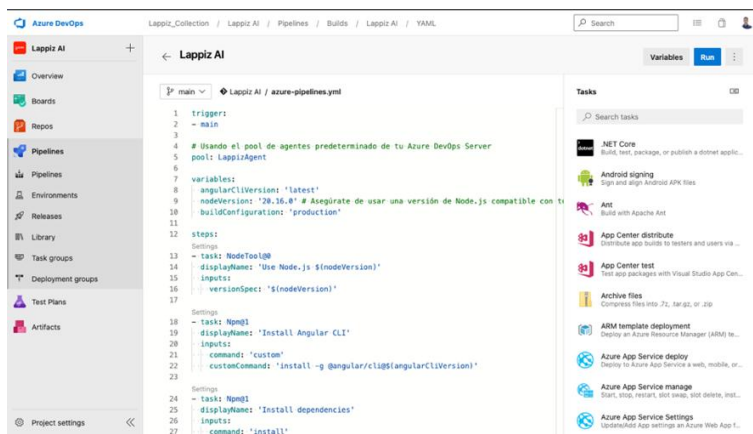 Azure DevOps
Lappiz_Collection / Lappiz AI / Pipelines / Builds / Lappiz AI / YAML
Search
Lappiz AI
Overview
Boards
Repos
Pipelines
Pipelines
Environments
Releases
Library
Task groups
Deployment groups
Test Plans
Artifacts
Project settings
Lappiz AI
Variables
Run
main
Lappiz AI / azure-pipelines.yml
1 trigger:
2 - main
3
4 # Usando el pool de agentes predeterminado de tu Azure DevOps Server
5 pool: LappizAgent
6
7 variables:
8 angularCliVersion: 'latest'
9 nodeVersion: '20.16.0' # Asegúrate de usar una versión de Node.js compatible con
10 buildConfiguration: 'production'
11
12 steps:
Settings
13 - task: NodeTool@0
14 displayName: 'Use Node.js $(nodeVersion)'
15 inputs:
16 versionSpec: '$(nodeVersion)'
17
Settings
18 - task: Npm@1
19 displayName: 'Install Angular CLI'
20 inputs:
21 command: 'custom'
22 customCommand: 'install -g @angular/cli@$(angularCliVersion)'
23
Settings
24 - task: Npm@1
25 displayName: 'Install dependencies'
26 inputs:
27 command: 'install'
Tasks
Search tasks
.NET Core
Build, test, package, or publish a dotnet applic...
Android signing
Sign and align Android APK files
Ant
Build with Apache Ant
App Center distribute
Distribute app builds to testers and users via ...
App Center test
Test app packages with Visual Studio App Cen...
Archive files
Compress files into .7z, .tar.gz, or .zip
ARM template deployment
Deploy an Azure Resource Manager (ARM) te...
Azure App Service deploy
Deploy to Azure App Service a web, mobile, or...
Azure App Service manage
Start, stop, restart, slot swap, slot delete, inst...
Azure App Service Settings
Update/Add App settings an Azure Web App f...